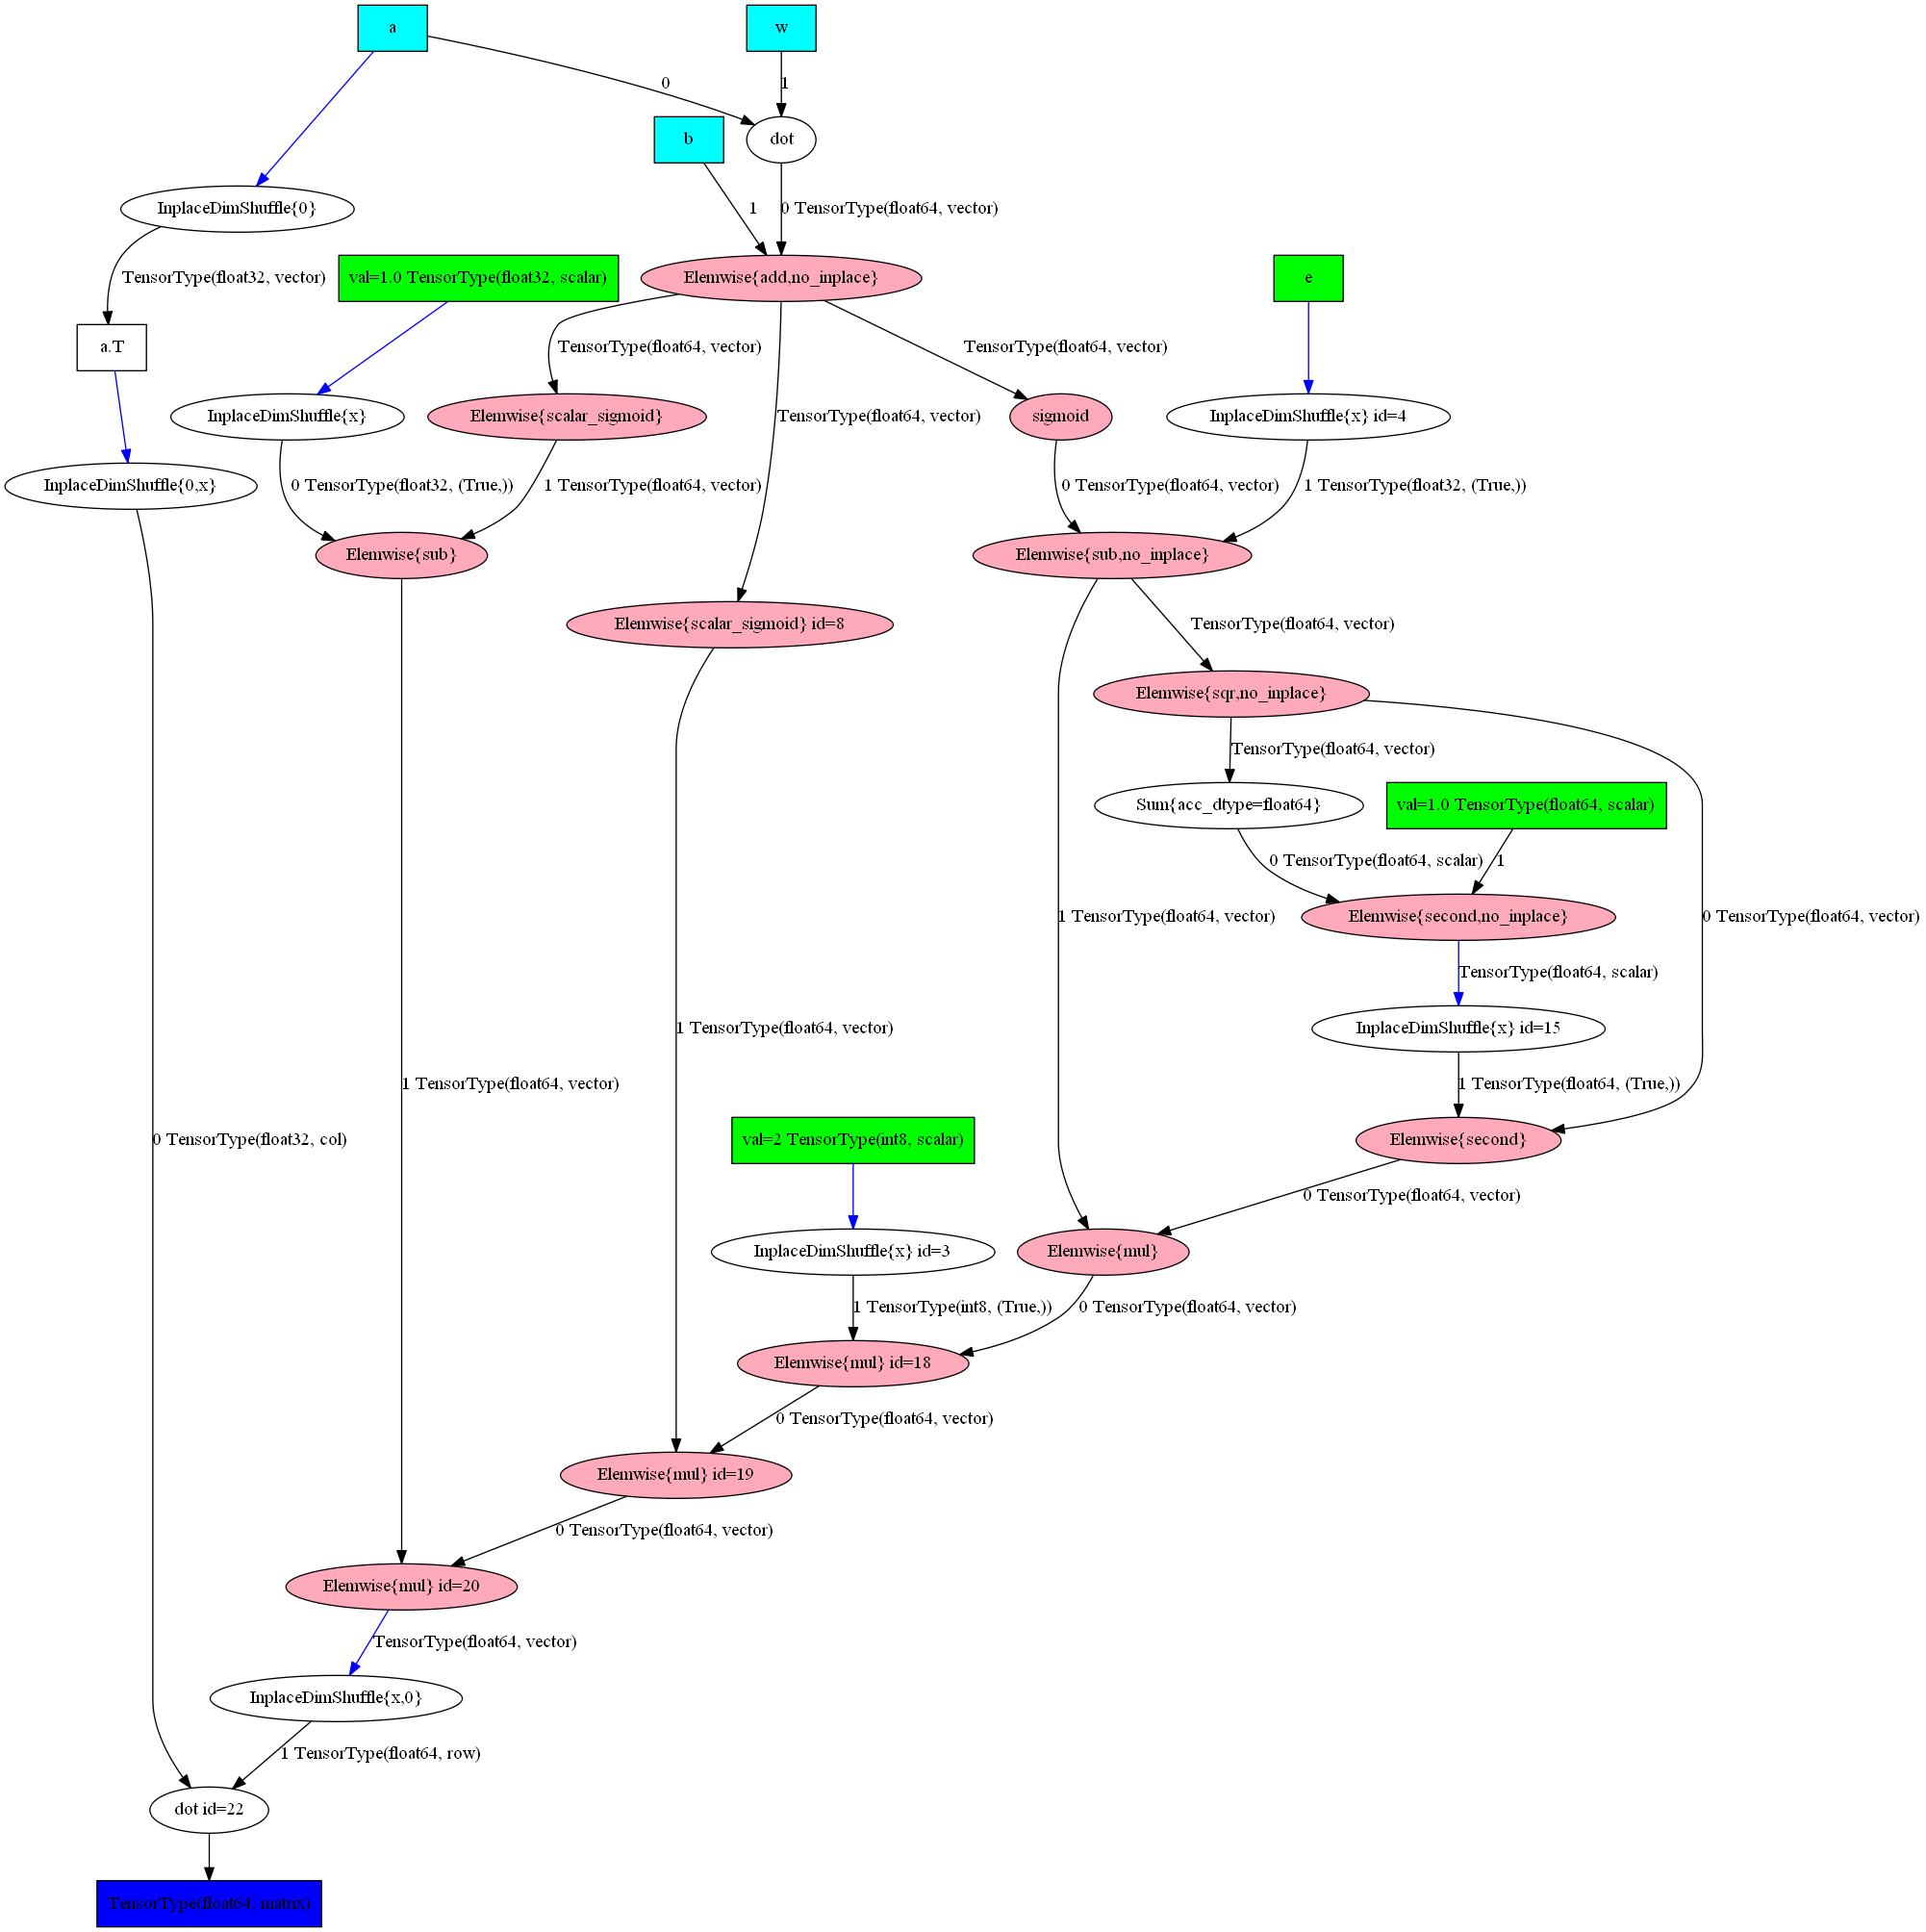 a
w
0
1
b
dot
InplaceDimShuffle{0}
1
0 TensorType(float64, vector)
TensorType(float32, vector)
val=1.0 TensorType(float32, scalar)
Elemwise{add,no_inplace}
e
a.T
TensorType(float64, vector)
TensorType(float64, vector)
InplaceDimShuffle{x}
Elemwise{scalar_sigmoid}
TensorType(float64, vector)
sigmoid
InplaceDimShuffle{x} id=4
InplaceDimShuffle{0,x}
0 TensorType(float32, (True,))
1 TensorType(float64, vector)
0 TensorType(float64, vector)
1 TensorType(float32, (True,))
Elemwise{sub}
Elemwise{sub,no_inplace}
Elemwise{scalar_sigmoid} id=8
TensorType(float64, vector)
Elemwise{sqr,no_inplace}
TensorType(float64, vector)
Sum{acc_dtype=float64}
val=1.0 TensorType(float64, scalar)
0 TensorType(float64, scalar)
1
1 TensorType(float64, vector)
Elemwise{second,no_inplace}
0 TensorType(float64, vector)
TensorType(float64, scalar)
1 TensorType(float64, vector)
InplaceDimShuffle{x} id=15
1 TensorType(float64, vector)
1 TensorType(float64, (True,))
0 TensorType(float32, col)
val=2 TensorType(int8, scalar)
Elemwise{second}
0 TensorType(float64, vector)
InplaceDimShuffle{x} id=3
Elemwise{mul}
1 TensorType(int8, (True,))
0 TensorType(float64, vector)
Elemwise{mul} id=18
0 TensorType(float64, vector)
Elemwise{mul} id=19
0 TensorType(float64, vector)
Elemwise{mul} id=20
TensorType(float64, vector)
InplaceDimShuffle{x,0}
1 TensorType(float64, row)
dot id=22
TensorType(float64, matrix)